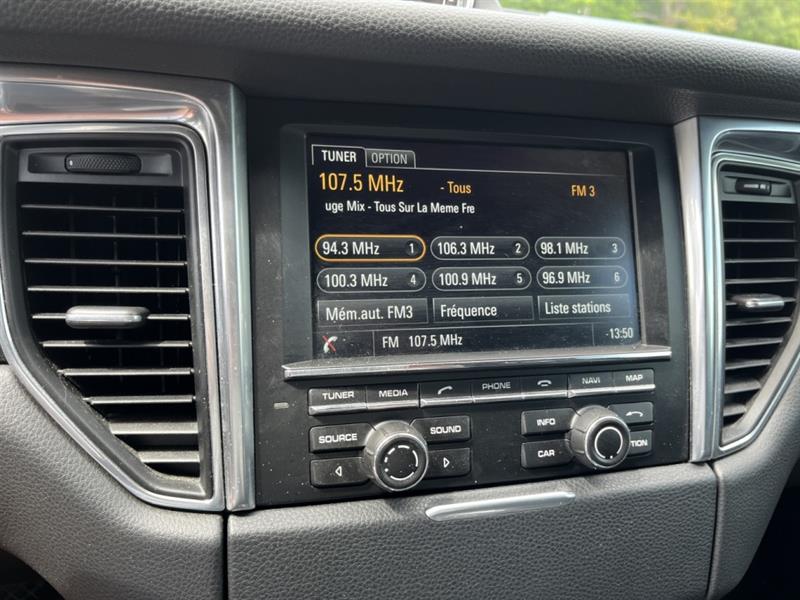 TUNER OPTION
107.5 MHz - Tous FM 3
uge Mix - Tous Sur La Meme Fre
94.3 MHz 1 106.3 MHz 2 98.1 MHz 3
100.3 MHz 4 100.9 MHz 5 96.9 MHz 6
Mém.aut. FM3 Fréquence Liste stations
FM 107.5 MHz 13:50
TUNER MEDIA PHONE NAVI MAP
SOURCE SOUND INFO
CAR TION